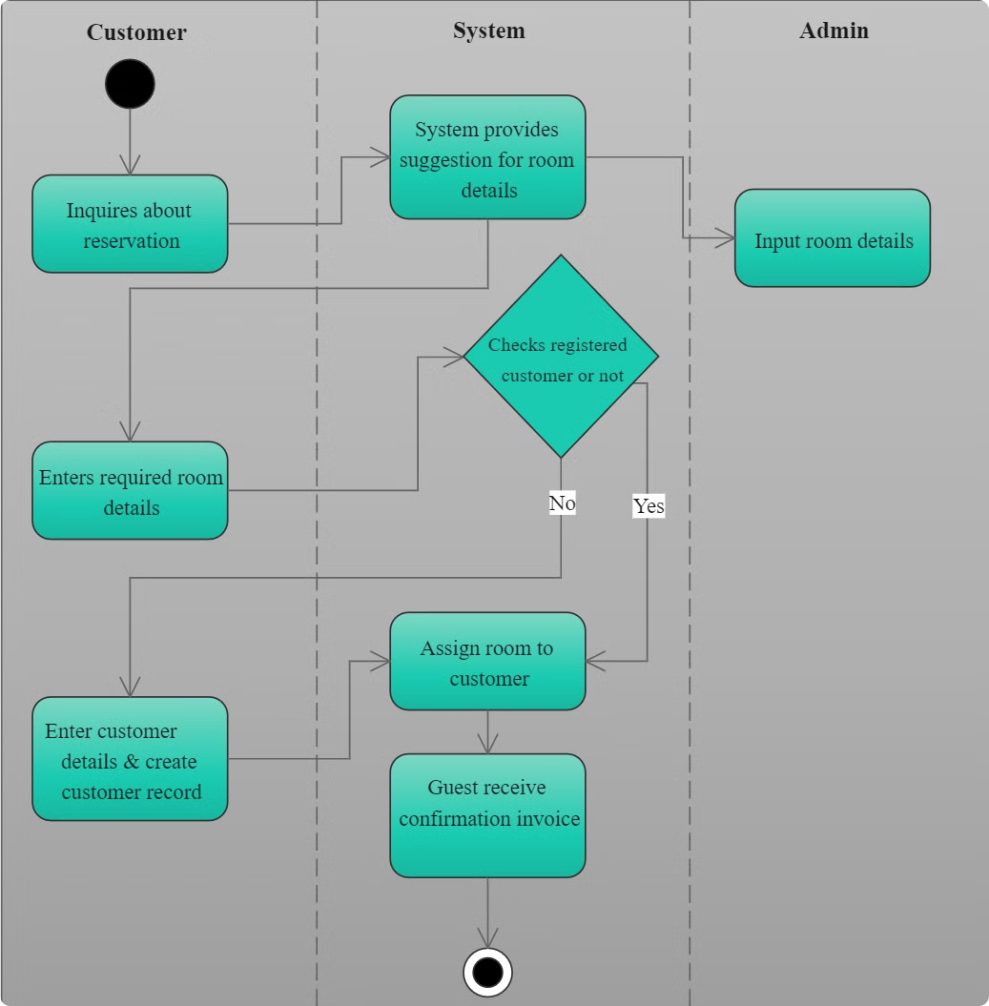 Customer
System
Admin
System provides
suggestion for room
details
Inquires about
reservation
Input room details
Checks registered
customer or not
Enters required room
details
No
Yes
Assign room to
customer
Enter customer
details & create
customer record
Guest receive
confirmation invoice